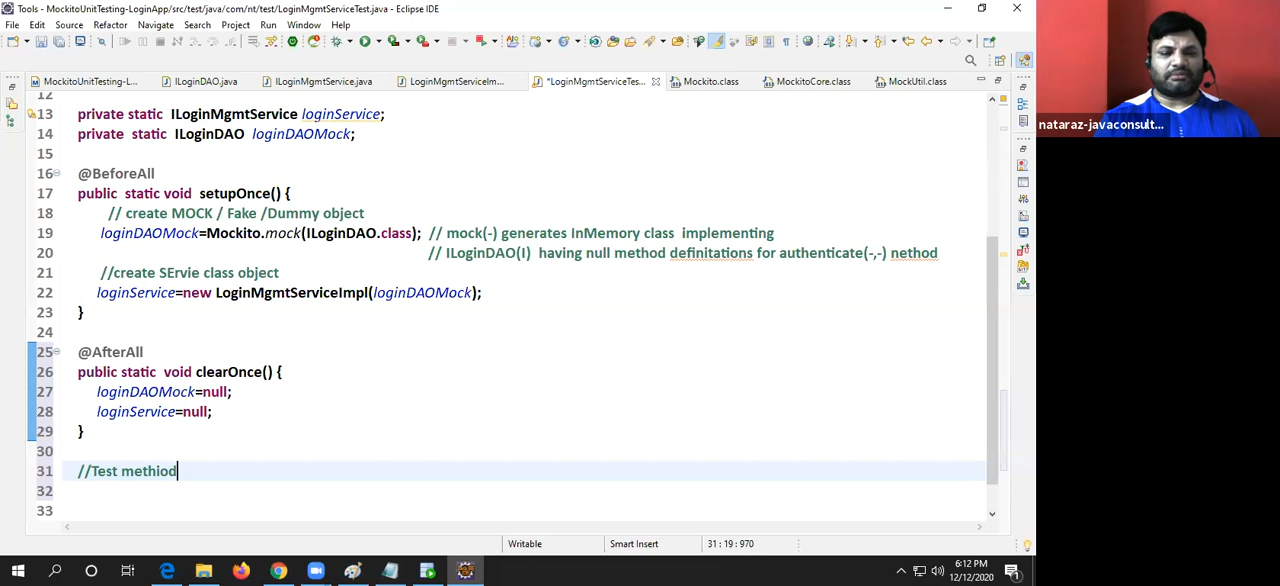 Tools - MockitoUnitTesting-LoginApp/src/test/java/com/nt/test/LoginMgmtServiceTest.java - Eclipse IDE
File Edit Source Refactor Navigate Search Project Run Window Help
MockitoUnitTesting-L... ILoginDAO.java ILoginMgmtService.java LoginMgmtServiceIm... *LoginMgmtServiceTes... Mockito.class MockitoCore.class MockUtil.class
nataraz-javaconsult...
12
13 private static ILoginMgmtService loginService;
14 private static ILoginDAO loginDAOMock;
15
16 @BeforeAll
17 public static void setupOnce() {
18 // create MOCK / Fake /Dummy object
19 loginDAOMock=Mockito.mock(ILoginDAO.class); // mock(-) generates InMemory class implementing
20 // ILoginDAO(I) having null method definitations for authenticate(-,-) nethod
21 //create SErvie class object
22 loginService=new LoginMgmtServiceImpl(loginDAOMock);
23 }
24
25 @AfterAll
26 public static void clearOnce() {
27 loginDAOMock=null;
28 loginService=null;
29 }
30
31 //Test methiod
32
33
Writable Smart Insert 31 : 19 : 970
6:12 PM
12/12/2020